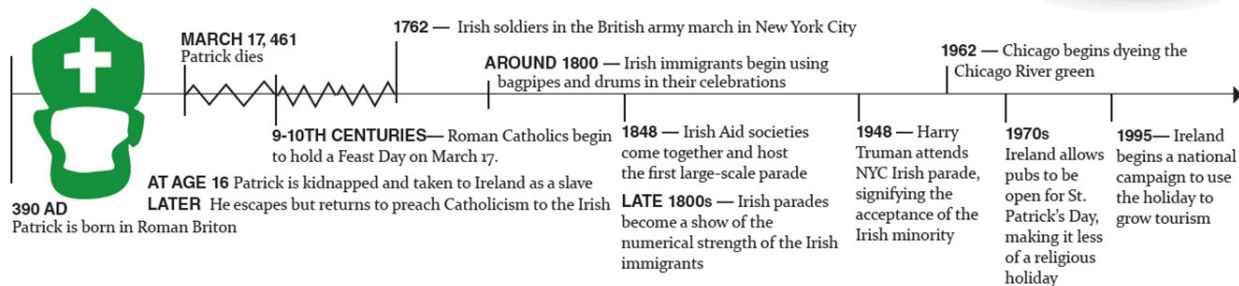 390 AD
Patrick is born in Roman Briton
AT AGE 16 Patrick is kidnapped and taken to Ireland as a slave
LATER He escapes but returns to preach Catholicism to the Irish
MARCH 17, 461
Patrick dies
9-10TH CENTURIES— Roman Catholics begin
to hold a Feast Day on March 17.
1762 — Irish soldiers in the British army march in New York City
AROUND 1800 — Irish immigrants begin using
bagpipes and drums in their celebrations
1848 — Irish Aid societies
come together and host
the first large-scale parade
LATE 1800s — Irish parades
become a show of the
numerical strength of the Irish
immigrants
1948 — Harry
Truman attends
NYC Irish parade,
signifying the
acceptance of the
Irish minority
1962 — Chicago begins dyeing the
Chicago River green
1970s
Ireland allows
pubs to be
open for St.
Patrick's Day,
making it less
of a religious
holiday
1995— Ireland
begins a national
campaign to use
the holiday to
grow tourism